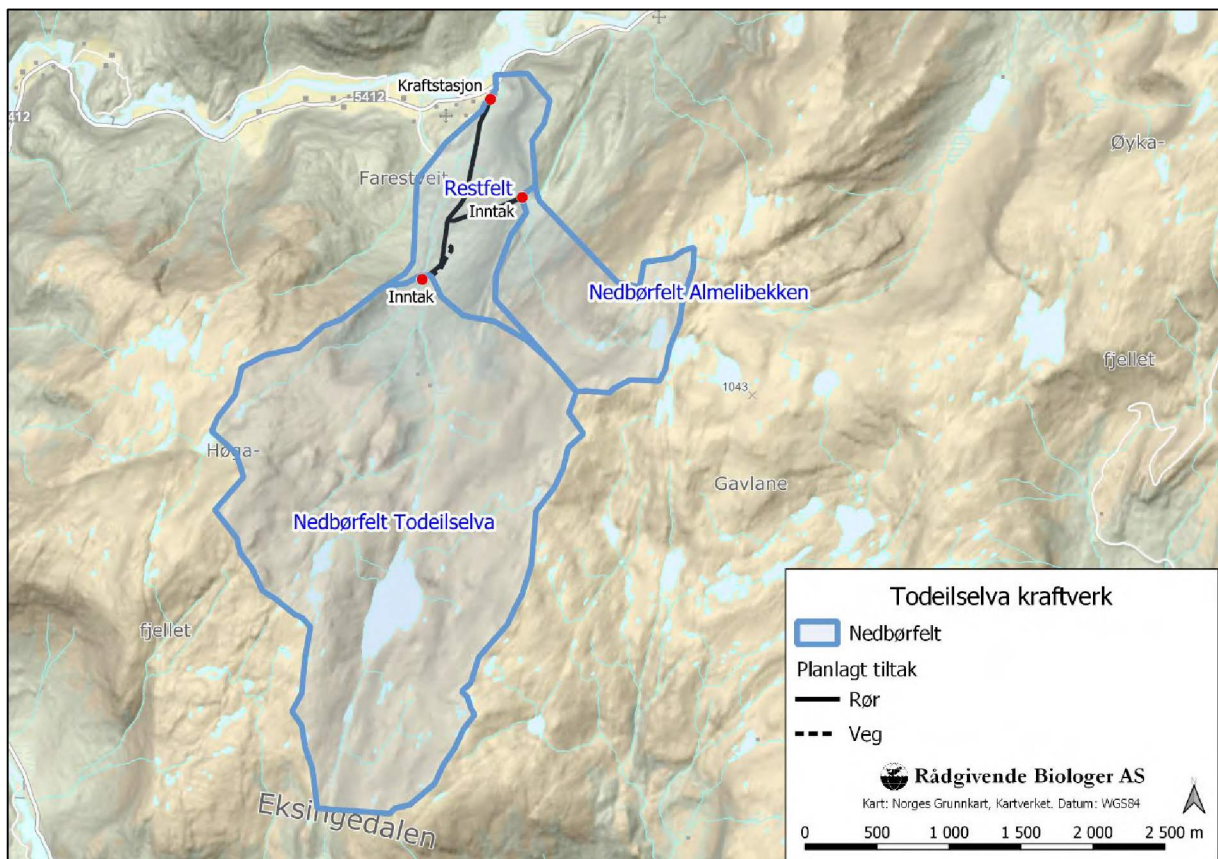 Kraftstasjon
5412
412
Øyka-
Farestveit
Restfelt
Inntak
Nedbørfelt Almelibekken
Inntak
fjellet
1043
Høga-
Gavlane
Nedbørfelt Todeilselva
fjellet
Eksingedalen
Todeilselva kraftverk
Nedbørfelt
Planlagt tiltak
Rør
Veg
Rådgivende Biologer AS
Kart: Norges Grunnkart, Kartverket. Datum: WGS84
0 500 1 000 1 500 2 000 2 500 m